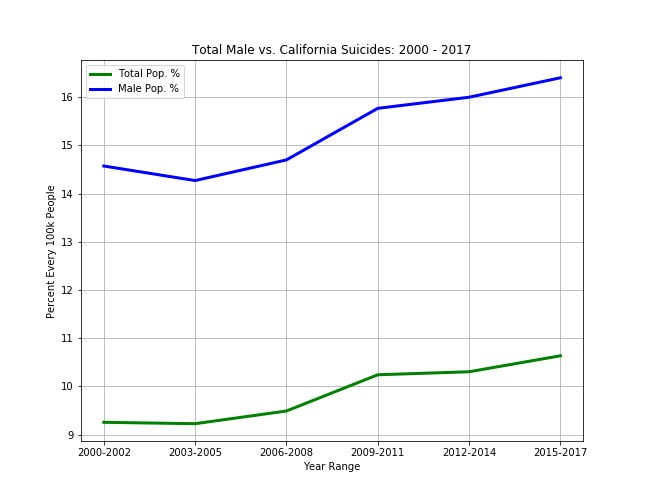 Total Male vs. California Suicides: 2000 - 2017
Total Pop. %
Male Pop. %
Percent Every 100k People
16
15
14
13
12
11
10
9
2000-2002 2003-2005 2006-2008 2009-2011 2012-2014 2015-2017
Year Range